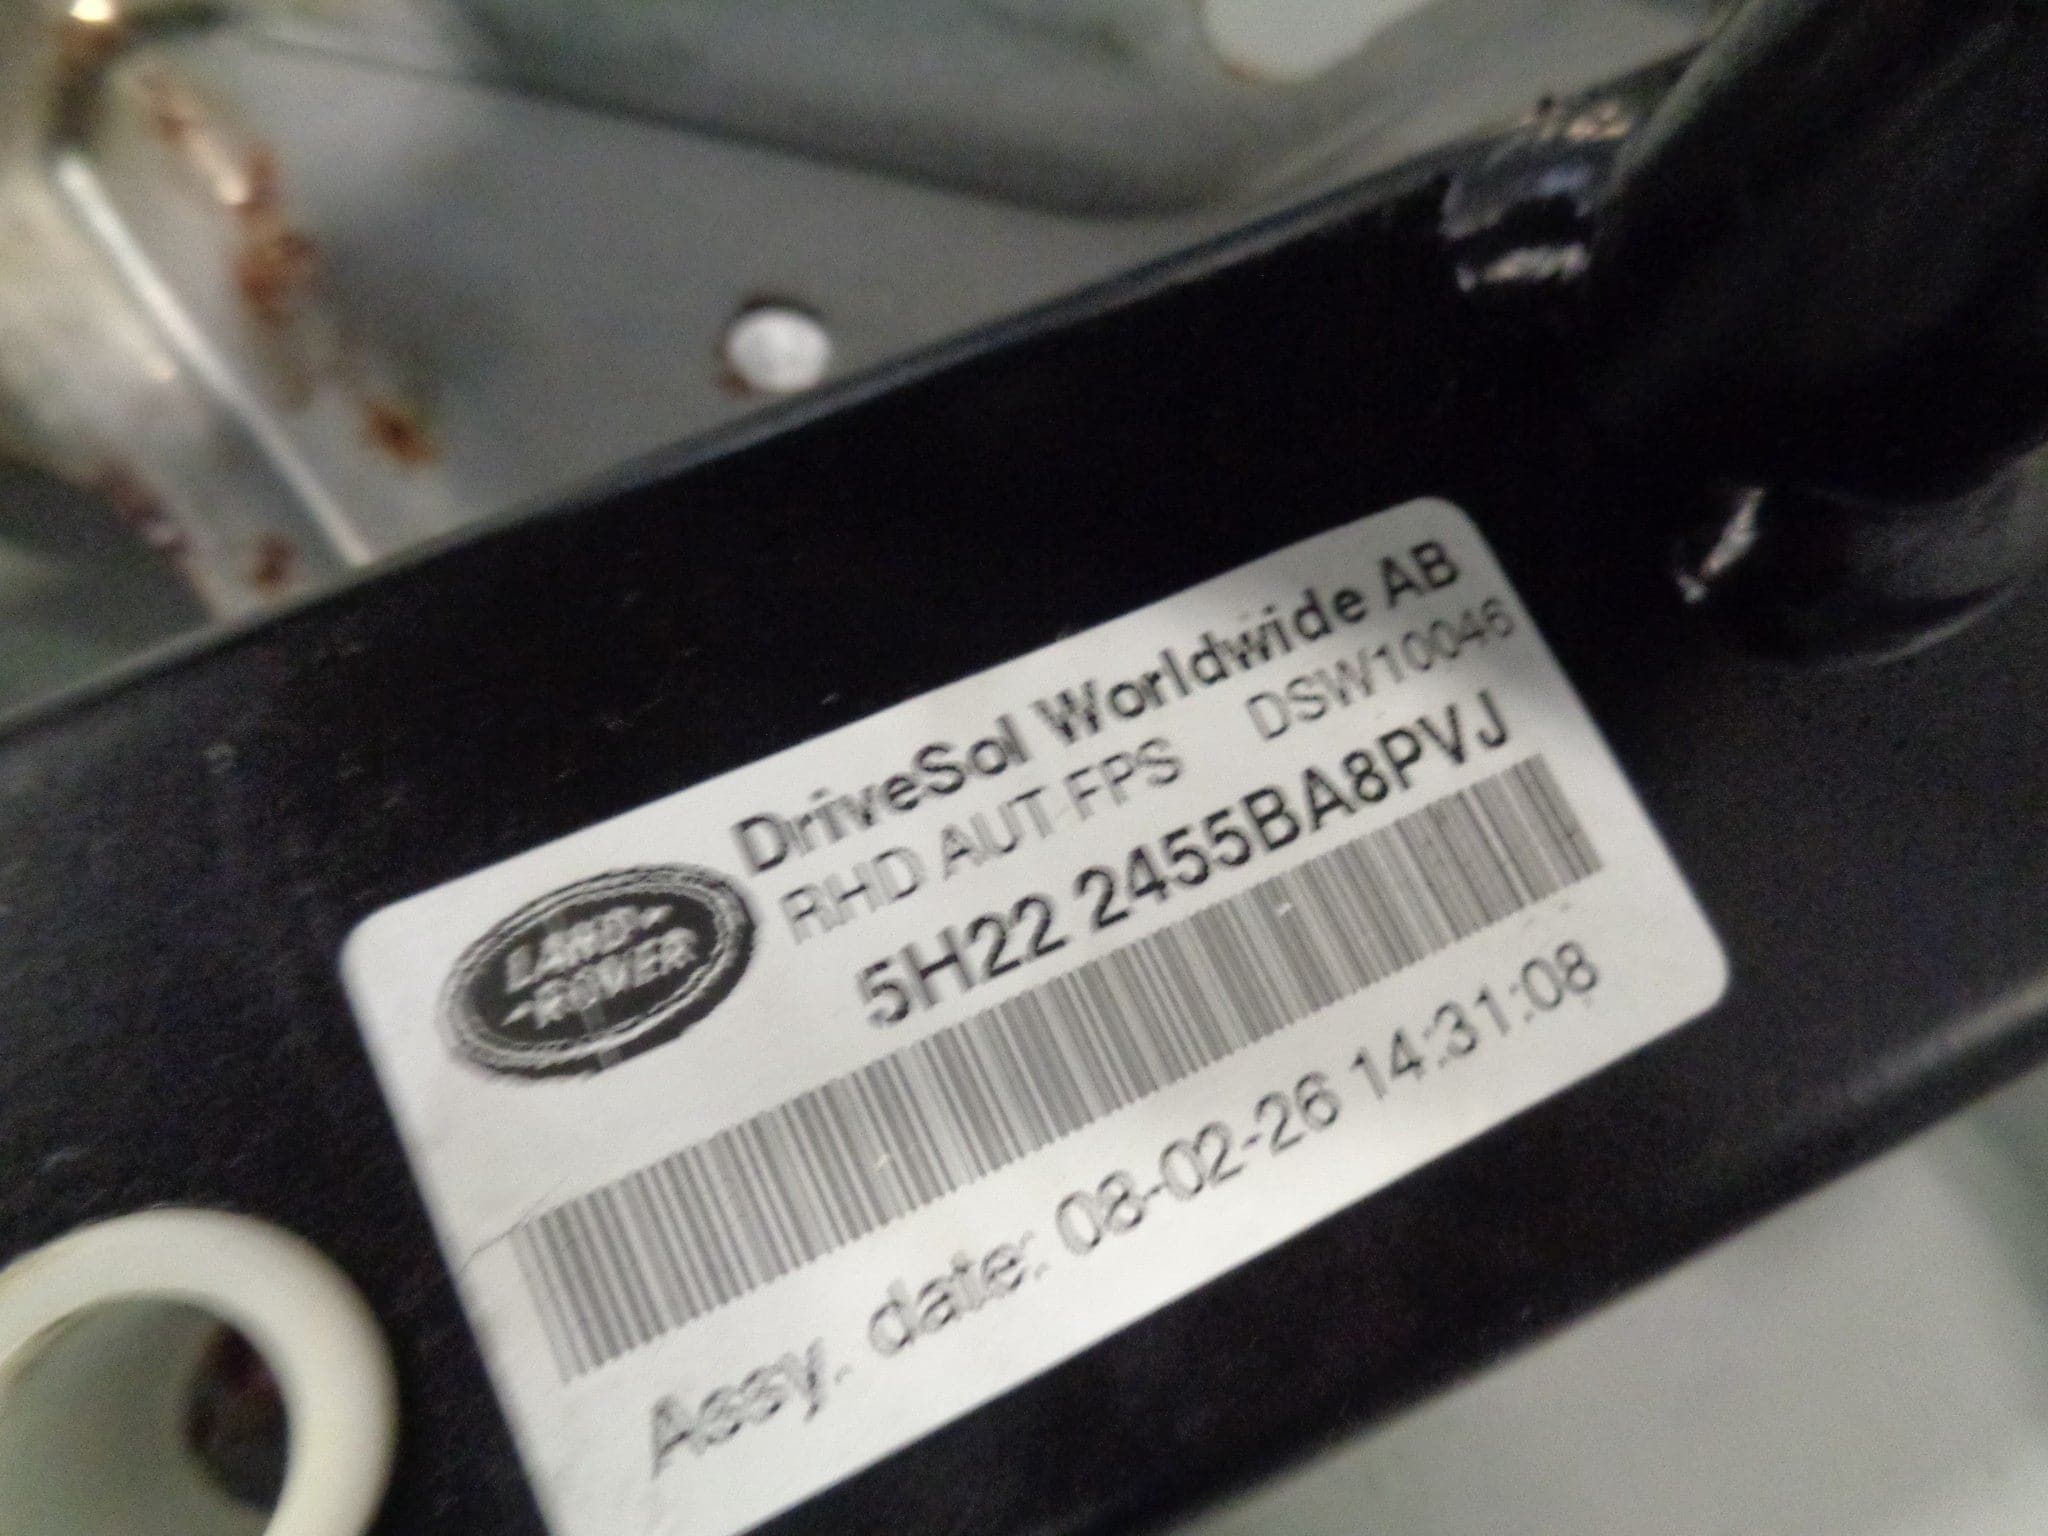 DriveSol Worldwide AB
RHD AUT FPS DSW10046
LAND-
-ROVER
5H22 2455BA8PVJ
Assy. date: 08-02-26 14:31:08